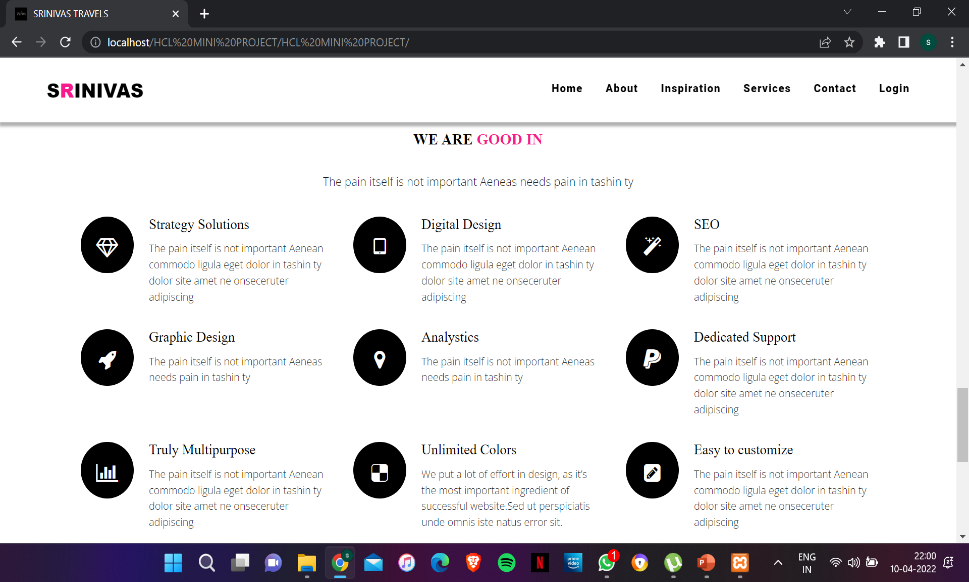 SRINIVAS TRAVELS
localhost/HCL%20MINI%20PROJECT/HCL%20MINI%20PROJECT/
S
SRINIVAS
Home About Inspiration Services Contact Login
WE ARE GOOD IN
The pain itself is not important Aeneas needs pain in tashin ty
Strategy Solutions
The pain itself is not important Aenean
commodo ligula eget dolor in tashin ty
dolor site amet ne onseceruter
adipiscing
Digital Design
The pain itself is not important Aenean
commodo ligula eget dolor in tashin ty
dolor site amet ne onseceruter
adipiscing
SEO
The pain itself is not important Aenean
commodo ligula eget dolor in tashin ty
dolor site amet ne onseceruter
adipiscing
Graphic Design
The pain itself is not important Aeneas
needs pain in tashin ty
Analystics
The pain itself is not important Aeneas
needs pain in tashin ty
Dedicated Support
The pain itself is not important Aenean
commodo ligula eget dolor in tashin ty
dolor site amet ne onseceruter
adipiscing
Truly Multipurpose
The pain itself is not important Aenean
commodo ligula eget dolor in tashin ty
dolor site amet ne onseceruter
adipiscing
Unlimited Colors
We put a lot of effort in design, as it's
the most important ingredient of
successful website.Sed ut perspiciatis
unde omnis iste natus error sit.
Easy to customize
The pain itself is not important Aenean
commodo ligula eget dolor in tashin ty
dolor site amet ne onseceruter
adipiscing
1
ENG
IN
22:00
10-04-2022